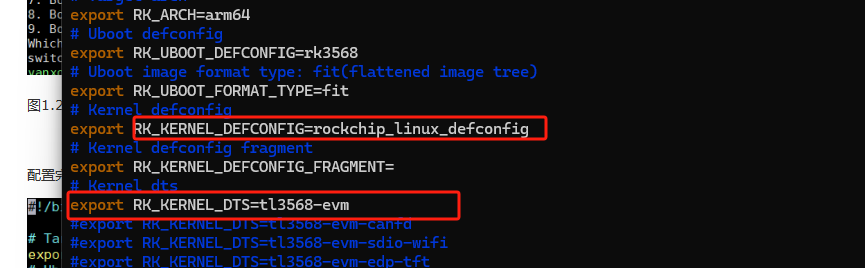 7. Bo
8. Bo
9. Bo
Which
switc
图1.2
配置完
#!/bi
# Ta
expo
export RK_ARCH=arm64
# Uboot defconfig
export RK_UBOOT_DEFCONFIG=rk3568
# Uboot image format type: fit(flattened image tree)
export RK_UBOOT_FORMAT_TYPE=fit
# Kernel defconfig
export RK_KERNEL_DEFCONFIG=rockchip_linux_defconfig
# Kernel defconfig fragment
export RK_KERNEL_DEFCONFIG_FRAGMENT=
# Kernel dts
export RK_KERNEL_DTS=tl3568-evm
#export RK_KERNEL_DTS=tl3568-evm-canfd
#export RK_KERNEL_DTS=tl3568-evm-sdio-wifi
#export RK_KERNEL_DTS=tl3568-evm-edp-tft